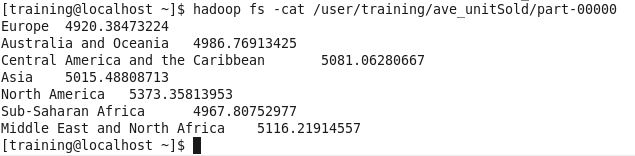 [training@localhost ~]$ hadoop fs -cat /user/training/ave_unitSold/part-00000
Europe  4920.38473224
Australia and Oceania   4986.76913425
Central America and the Caribbean       5081.06280667
Asia    5015.48808713
North America   5373.35813953
Sub-Saharan Africa      4967.80752977
Middle East and North Africa    5116.21914557
[training@localhost ~]$